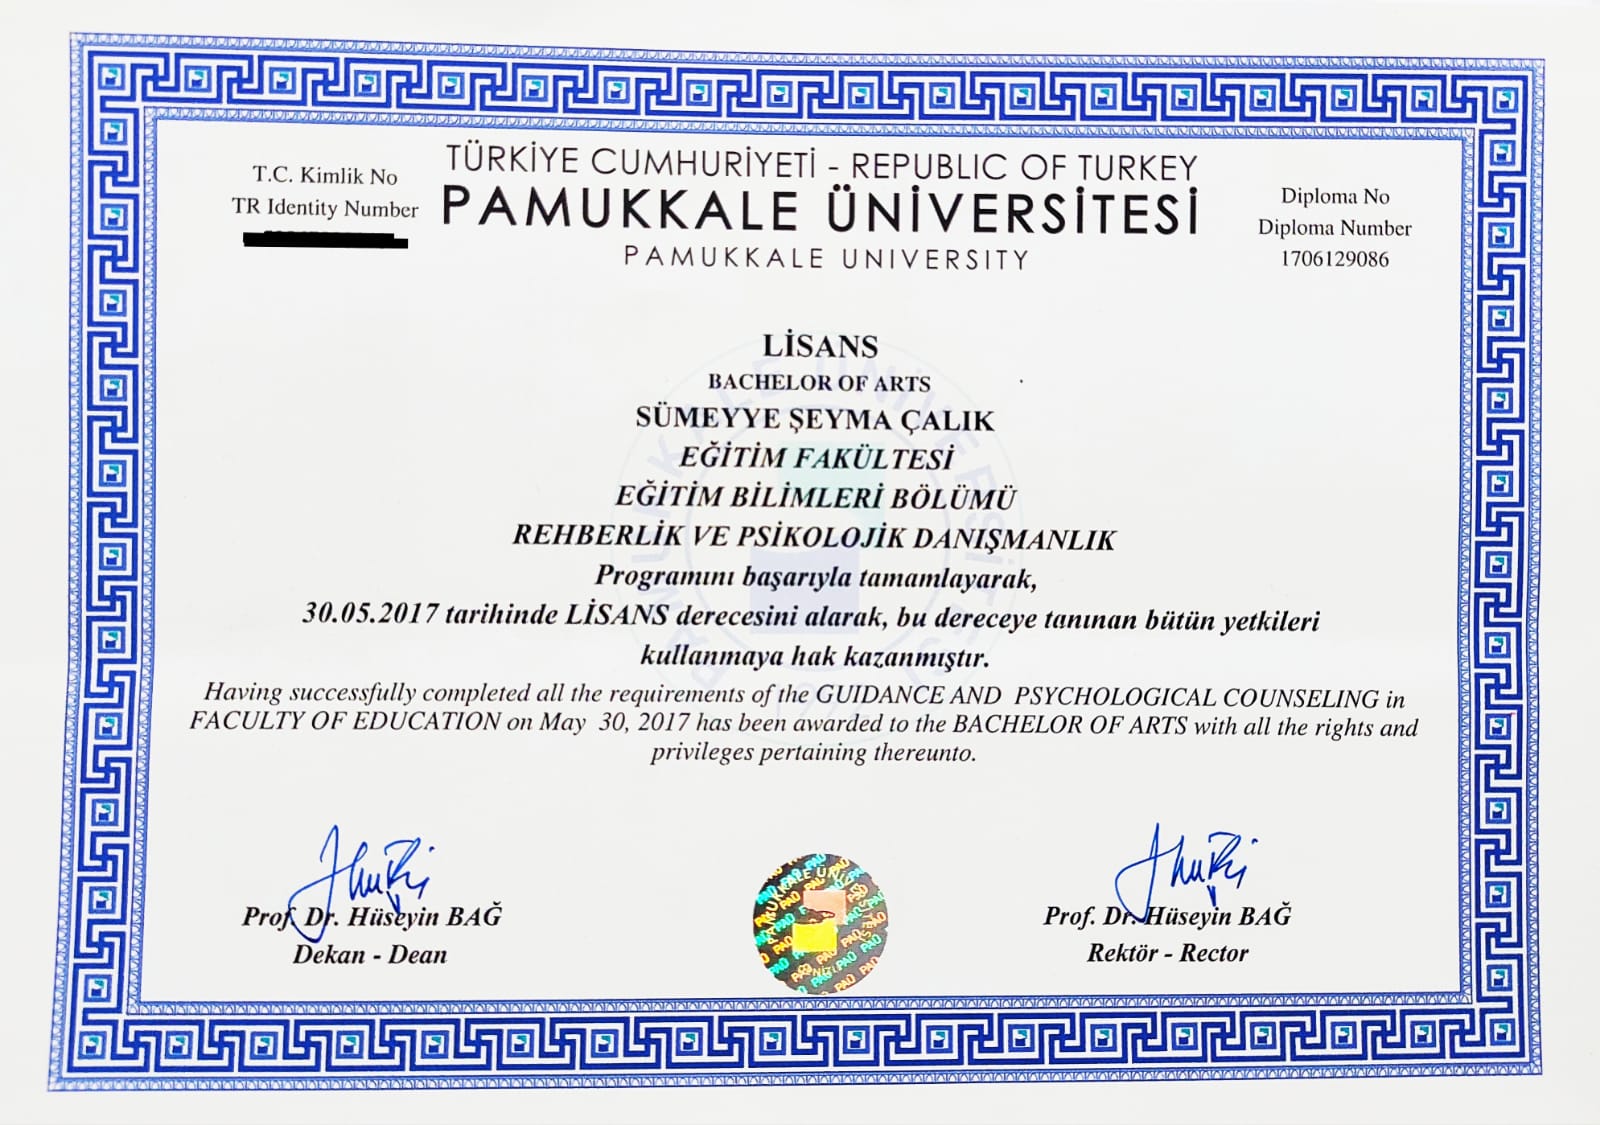 T.C. Kimlik No
TR Identity Number
TÜRKİYE CUMHURİYETİ - REPUBLIC OF TURKEY
PAMUKKALE ÜNİVERSİTESİ
PAMUKKALE UNIVERSITY
Diploma No
Diploma Number
1706129086
LİSANS
BACHELOR OF ARTS
SÜMEYYE ŞEYMA ÇALIK
EĞİTİM FAKÜLTESİ
EĞİTİM BİLİMLERİ BÖLÜMÜ
REHBERLİK VE PSİKOLOJİK DANIŞMANLIK
Programını başarıyla tamamlayarak,
30.05.2017 tarihinde LİSANS derecesini alarak, bu dereceye tanınan bütün yetkileri
kullanmaya hak kazanmıştır.
Having successfully completed all the requirements of the GUIDANCE AND PSYCHOLOGICAL COUNSELING in
FACULTY OF EDUCATION on May 30, 2017 has been awarded to the BACHELOR OF ARTS with all the rights and
privileges pertaining thereunto.
Prof. Dr. Hüseyin BAĞ
Dekan - Dean
Prof. Dr. Hüseyin BAĞ
Rektör - Rector